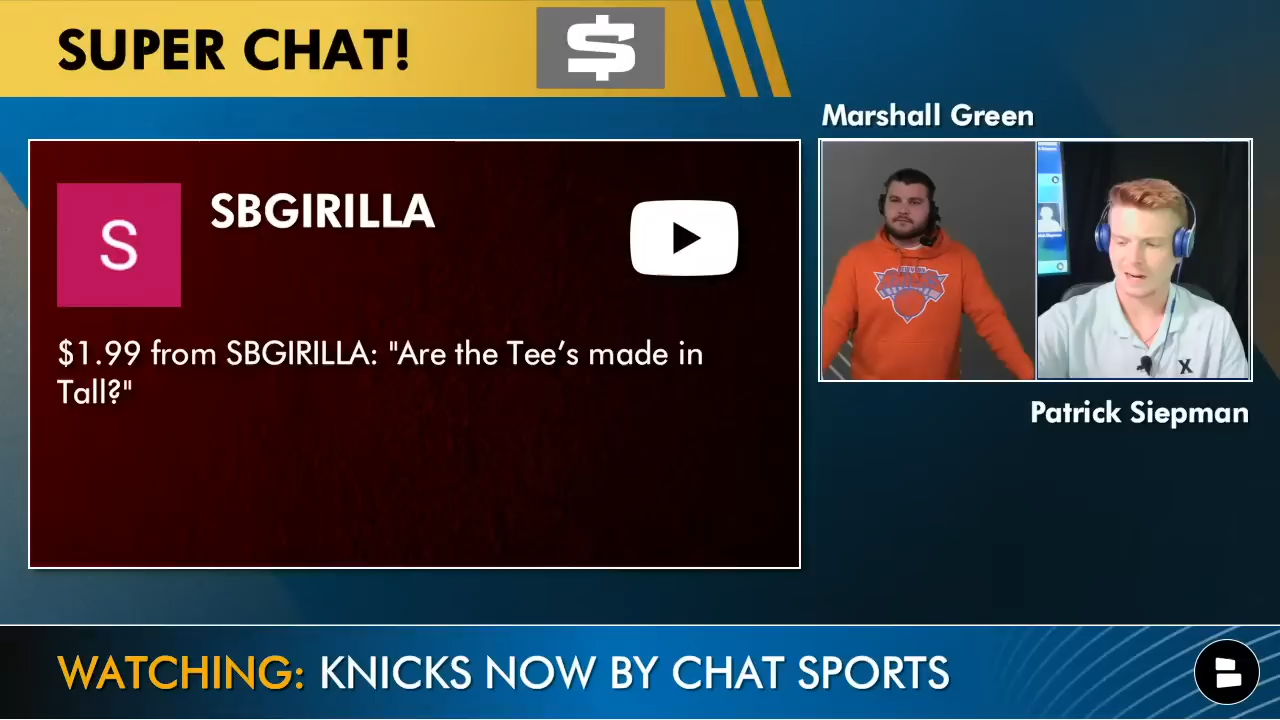 SUPER CHAT!
$
Marshall Green
S
SBGIRILLA
$1.99 from SBGIRILLA: "Are the Tee’s made in
Tall?"
X
Patrick Siepman
WATCHING: KNICKS NOW BY CHAT SPORTS